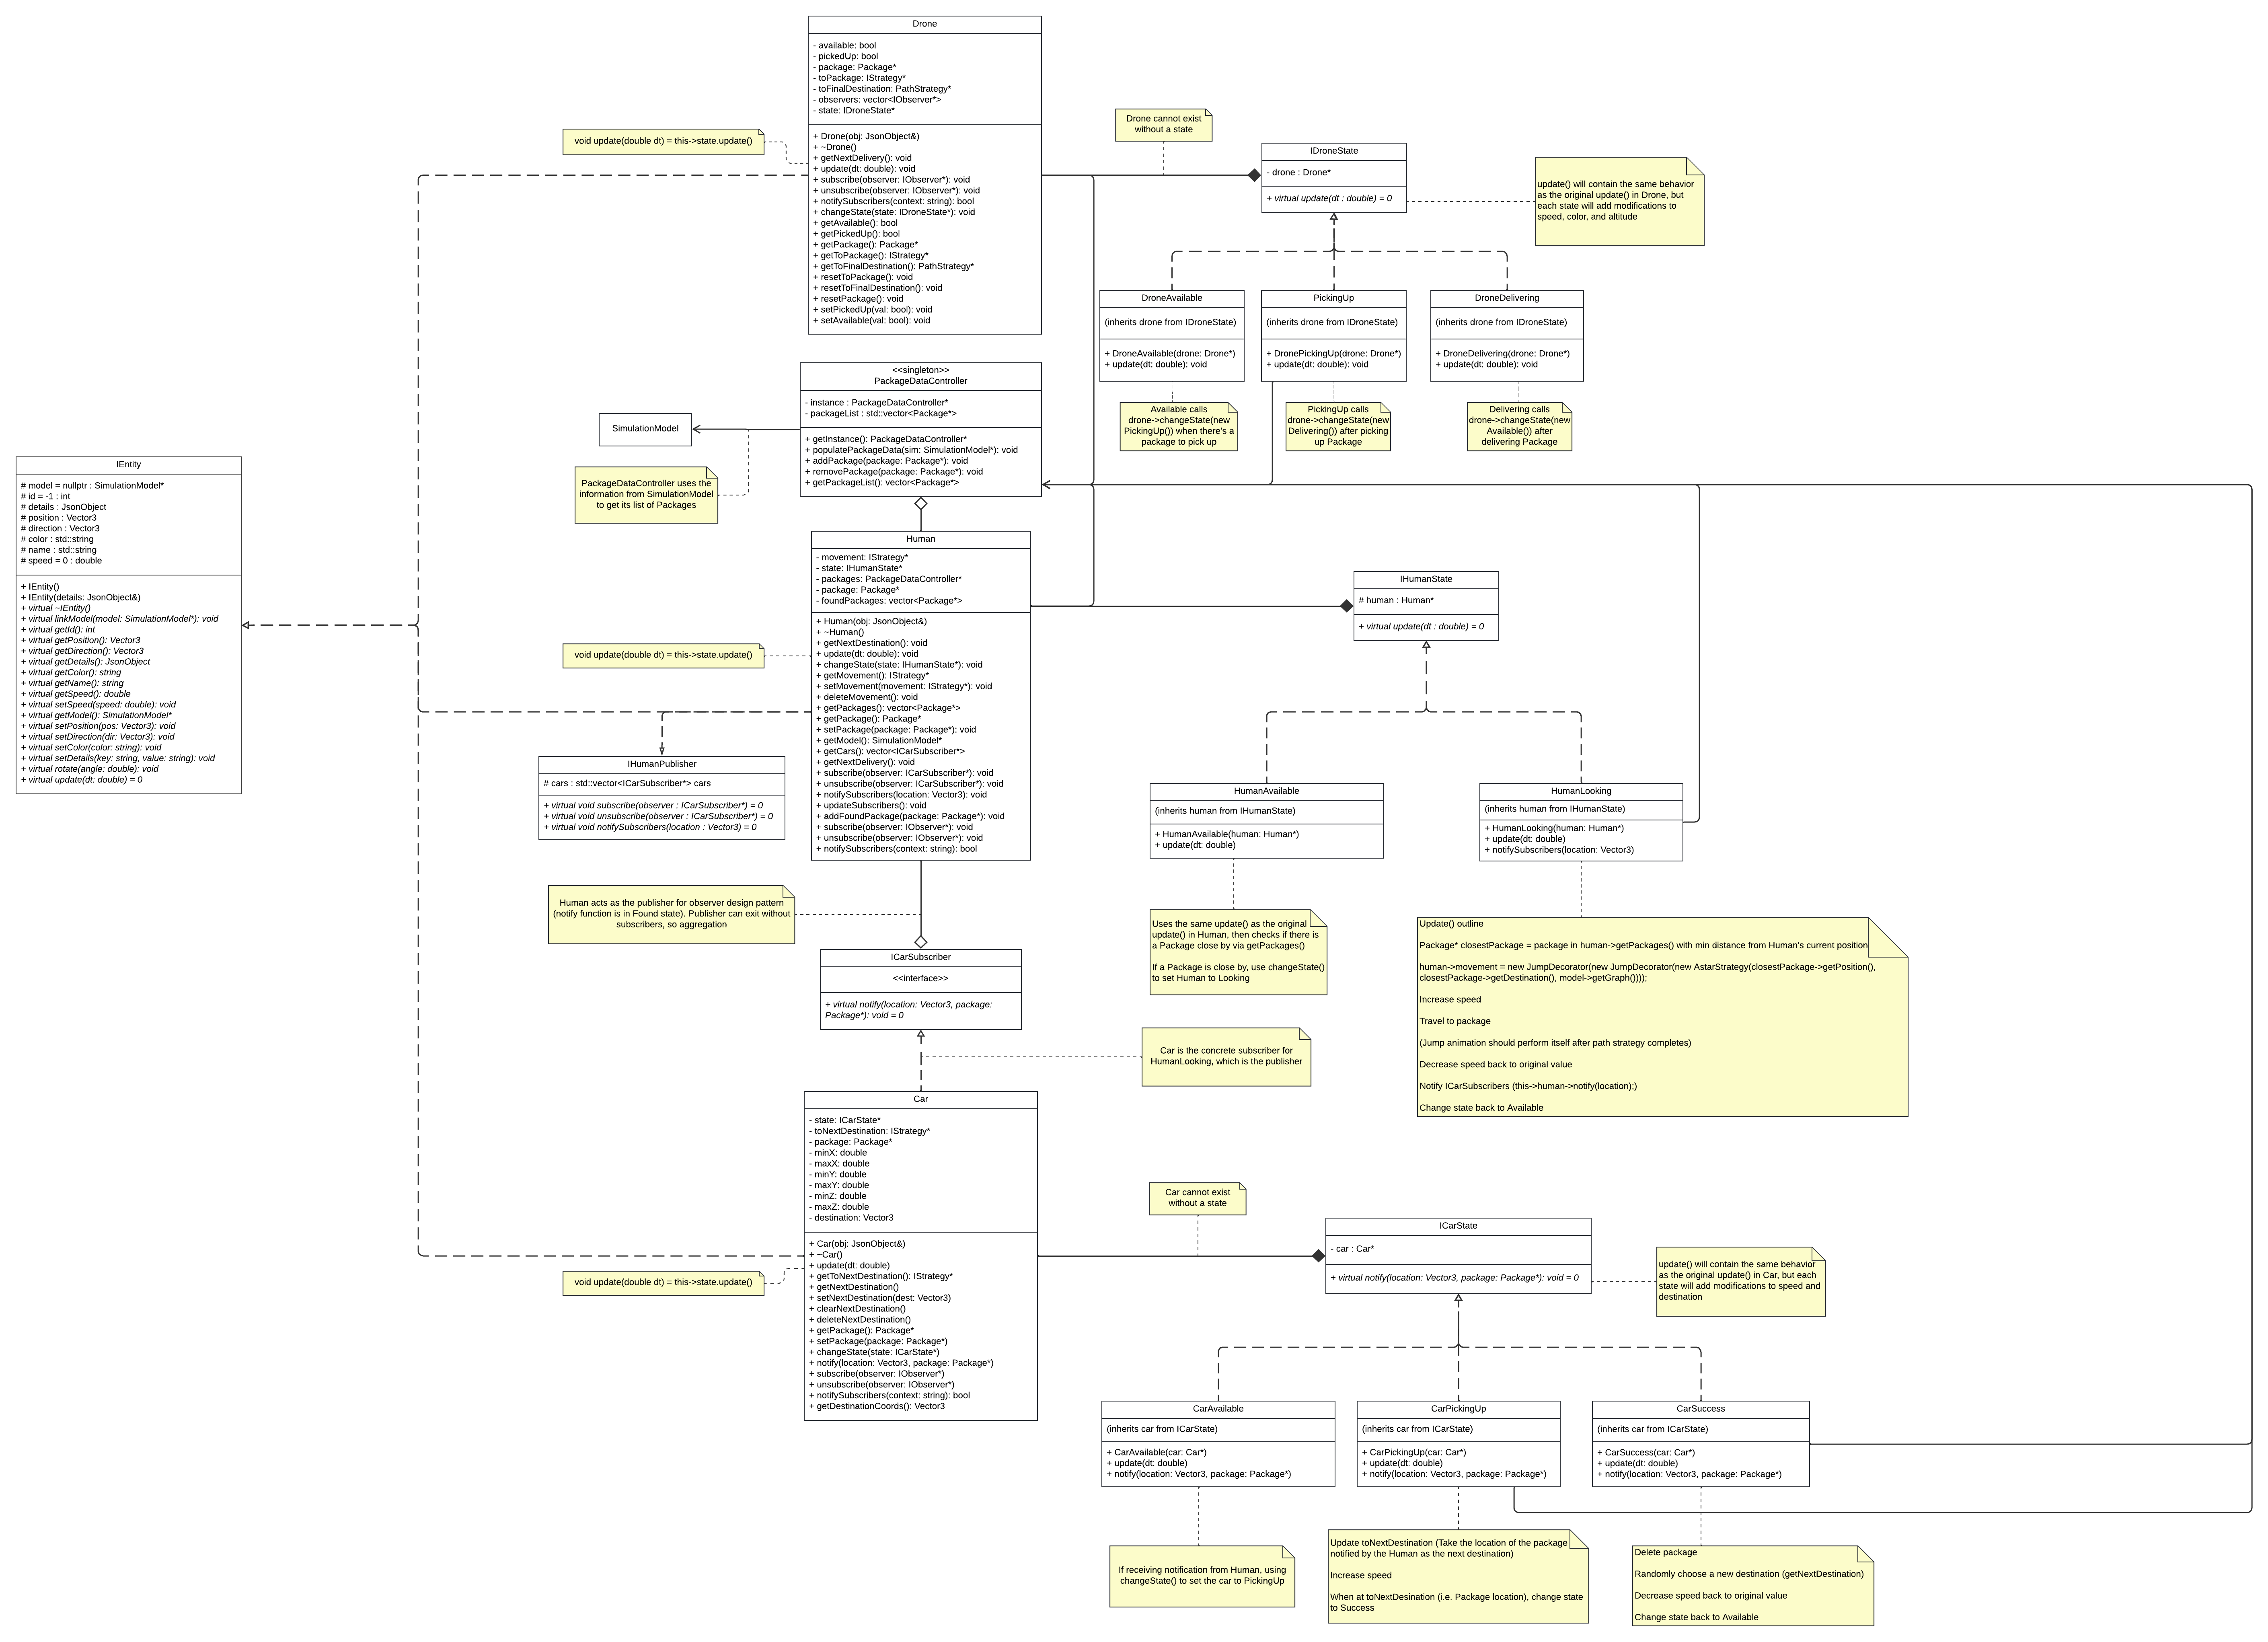 Drone
- available: bool
- pickedUp: bool
- package: Package*
- toPackage: IStrategy*
- toFinalDestination: PathStrategy*
- observers: vector<IObserver*>
- state: IDroneState*
+ Drone(obj: JsonObject&)
+ ~Drone()
+ getNextDelivery(): void
+ update(dt: double): void
+ subscribe(observer: IObserver*): void
+ unsubscribe(observer: IObserver*): void
+ notifySubscribers(context: string): bool
+ changeState(state: IDroneState*): void
+ getAvailable(): bool
+ getPickedUp(): bool
+ getPackage(): Package*
+ getToPackage(): IStrategy*
+ getToFinalDestination(): PathStrategy*
+ resetToPackage(): void
+ resetToFinalDestination(): void
+ resetPackage(): void
+ setPickedUp(val: bool): void
+ setAvailable(val: bool): void
void update(double dt) = this->state.update()
Drone cannot exist
without a state
IDroneState
- drone : Drone*
+ virtual update(dt : double) = 0
update() will contain the same behavior
as the original update() in Drone, but
each state will add modifications to
speed, color, and altitude
DroneAvailable
(inherits drone from IDroneState)
+ DroneAvailable(drone: Drone*)
+ update(dt: double): void
PickingUp
(inherits drone from IDroneState)
+ DronePickingUp(drone: Drone*)
+ update(dt: double): void
DroneDelivering
(inherits drone from IDroneState)
+ DroneDelivering(drone: Drone*)
+ update(dt: double): void
Available calls
drone->changeState(new
PickingUp()) when there's a
package to pick up
PickingUp calls
drone->changeState(new
Delivering()) after picking
up Package
Delivering calls
drone->changeState(new
Available()) after
delivering Package
<<singleton>>
PackageDataController
- instance : PackageDataController*
- packageList : std::vector<Package*>
+ getInstance(): PackageDataController*
+ populatePackageData(sim: SimulationModel*): void
+ addPackage(package: Package*): void
+ removePackage(package: Package*): void
+ getPackageList(): vector<Package*>
SimulationModel
PackageDataController uses the
information from SimulationModel
to get its list of Packages
IEntity
# model = nullptr : SimulationModel*
# id = -1 : int
# details : JsonObject
# position : Vector3
# direction : Vector3
# color : std::string
# name : std::string
# speed = 0 : double
+ IEntity()
+ IEntity(details: JsonObject&)
+ virtual ~IEntity()
+ virtual linkModel(model: SimulationModel*): void
+ virtual getId(): int
+ virtual getPosition(): Vector3
+ virtual getDirection(): Vector3
+ virtual getDetails(): JsonObject
+ virtual getColor(): string
+ virtual getName(): string
+ virtual getSpeed(): double
+ virtual setSpeed(speed: double): void
+ virtual getModel(): SimulationModel*
+ virtual setPosition(pos: Vector3): void
+ virtual setDirection(dir: Vector3): void
+ virtual setColor(color: string): void
+ virtual setDetails(key: string, value: string): void
+ virtual rotate(angle: double): void
+ virtual update(dt: double) = 0
Human
- movement: IStrategy*
- state: IHumanState*
- packages: PackageDataController*
- package: Package*
- foundPackages: vector<Package*>
+ Human(obj: JsonObject&)
+ ~Human()
+ getNextDestination(): void
+ update(dt: double): void
+ changeState(state: IHumanState*): void
+ getMovement(): IStrategy*
+ setMovement(movement: IStrategy*): void
+ deleteMovement(): void
+ getPackages(): vector<Package*>
+ getPackage(): Package*
+ setPackage(package: Package*): void
+ getModel(): SimulationModel*
+ getCars(): vector<ICarSubscriber*>
+ getNextDelivery(): void
+ subscribe(observer: ICarSubscriber*): void
+ unsubscribe(observer: ICarSubscriber*): void
+ notifySubscribers(location: Vector3): void
+ updateSubscribers(): void
+ addFoundPackage(package: Package*): void
+ subscribe(observer: IObserver*): void
+ unsubscribe(observer: IObserver*): void
+ notifySubscribers(context: string): bool
void update(double dt) = this->state.update()
IHumanPublisher
# cars : std::vector<ICarSubscriber*> cars
+ virtual void subscribe(observer : ICarSubscriber*) = 0
+ virtual void unsubscribe(observer : ICarSubscriber*) = 0
+ virtual void notifySubscribers(location : Vector3) = 0
IHumanState
# human : Human*
+ virtual update(dt : double) = 0
HumanAvailable
(inherits human from IHumanState)
+ HumanAvailable(human: Human*)
+ update(dt: double)
HumanLooking
(inherits human from IHumanState)
+ HumanLooking(human: Human*)
+ update(dt: double)
+ notifySubscribers(location: Vector3)
Human acts as the publisher for observer design pattern
(notify function is in Found state). Publisher can exit without
subscribers, so aggregation
Uses the same update() as the original
update() in Human, then checks if there is
a Package close by via getPackages()
If a Package is close by, use changeState()
to set Human to Looking
Update() outline
Package* closestPackage = package in human->getPackages() with min distance from Human's current position
human->movement = new JumpDecorator(new JumpDecorator(new AstarStrategy(closestPackage->getPosition(),
closestPackage->getDestination(), model->getGraph())));
Increase speed
Travel to package
(Jump animation should perform itself after path strategy completes)
Decrease speed back to original value
Notify ICarSubscribers (this->human->notify(location);)
Change state back to Available
ICarSubscriber
<<interface>>
+ virtual notify(location: Vector3, package:
Package*): void = 0
Car is the concrete subscriber for
HumanLooking, which is the publisher
Car
- state: ICarState*
- toNextDestination: IStrategy*
- package: Package*
- minX: double
- maxX: double
- minY: double
- maxY: double
- minZ: double
- maxZ: double
- destination: Vector3
+ Car(obj: JsonObject&)
+ ~Car()
+ update(dt: double)
+ getToNextDestination(): IStrategy*
+ getNextDestination()
+ setNextDestination(dest: Vector3)
+ clearNextDestination()
+ deleteNextDestination()
+ getPackage(): Package*
+ setPackage(package: Package*)
+ changeState(state: ICarState*)
+ notify(location: Vector3, package: Package*)
+ subscribe(observer: IObserver*)
+ unsubscribe(observer: IObserver*)
+ notifySubscribers(context: string): bool
+ getDestinationCoords(): Vector3
void update(double dt) = this->state.update()
Car cannot exist
without a state
ICarState
- car : Car*
+ virtual notify(location: Vector3, package: Package*): void = 0
update() will contain the same behavior
as the original update() in Car, but each
state will add modifications to speed and
destination
CarAvailable
(inherits car from ICarState)
+ CarAvailable(car: Car*)
+ update(dt: double)
+ notify(location: Vector3, package: Package*)
CarPickingUp
(inherits car from ICarState)
+ CarPickingUp(car: Car*)
+ update(dt: double)
+ notify(location: Vector3, package: Package*)
CarSuccess
(inherits car from ICarState)
+ CarSuccess(car: Car*)
+ update(dt: double)
+ notify(location: Vector3, package: Package*)
If receiving notification from Human, using
changeState() to set the car to PickingUp
Update toNextDestination (Take the location of the package
notified by the Human as the next destination)
Increase speed
When at toNextDesination (i.e. Package location), change state
to Success
Delete package
Randomly choose a new destination (getNextDestination)
Decrease speed back to original value
Change state back to Available